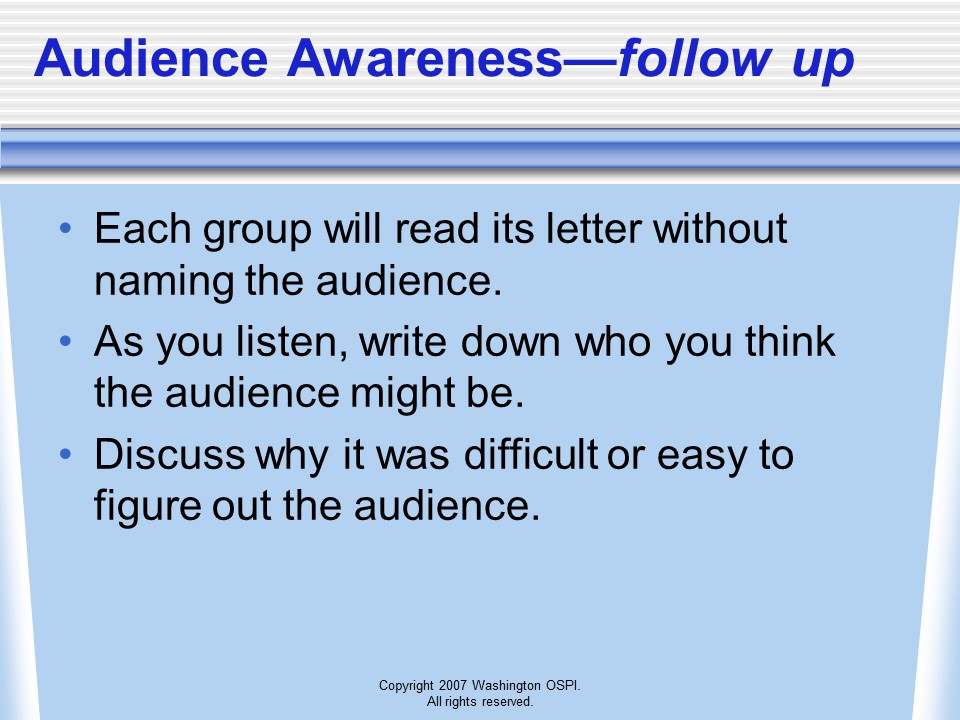 Audience Awareness—follow up
• Each group will read its letter without
naming the audience.
• As you listen, write down who you think
the audience might be.
• Discuss why it was difficult or easy to
figure out the audience.
Copyright 2007 Washington OSPI.
All rights reserved.